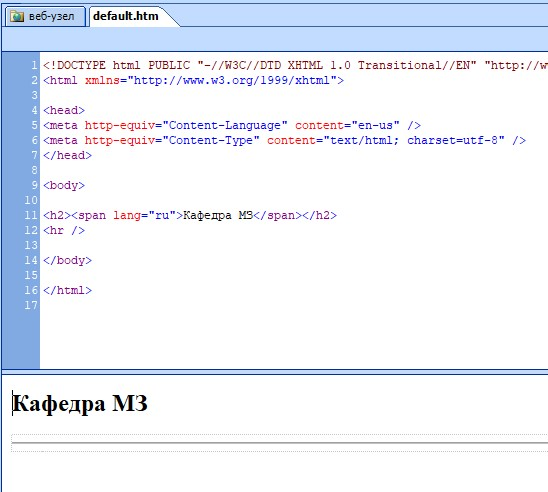 веб-узел default.htm
1 <!DOCTYPE html PUBLIC "-//W3C//DTD XHTML 1.0 Transitional//EN" "http://w
2 <html xmlns="http://www.w3.org/1999/xhtml">
3
4 <head>
5 <meta http-equiv="Content-Language" content="en-us" />
6 <meta http-equiv="Content-Type" content="text/html; charset=utf-8" />
7 </head>
8
9 <body>
10
11 <h2><span lang="ru">Кафедра МЗ</span></h2>
12 <hr />
13
14 </body>
15
16 </html>
17
Кафедра МЗ